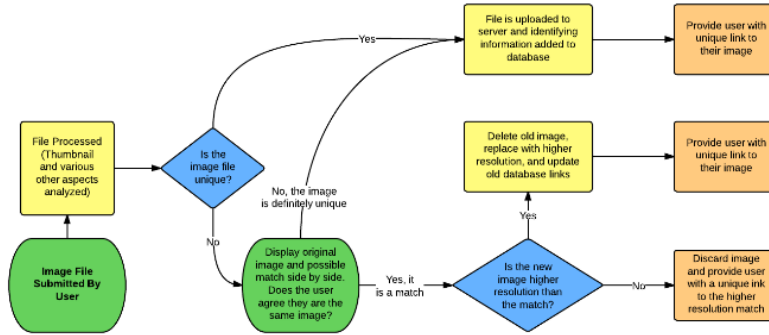 File is uploaded to
server and identifying
information added to
database
Provide user with
unique link to
their image
Yes
File Processed
(Thumbnail
and various
other aspects
analyzed)
Is the
image file
unique?
Delete old image,
replace with higher
resolution, and update
old database links
Provide user with
unique link to
their image
No, the image
is definitely unique
Yes
No
Image File
Submitted By
User
Display original
image and possible
match side by side.
Does the user
agree they are the
same image?
Yes, it
is a match
Is the new
image higher
resolution than
the match?
No
Discard image
and provide user
with a unique ink to
the higher
resolution match